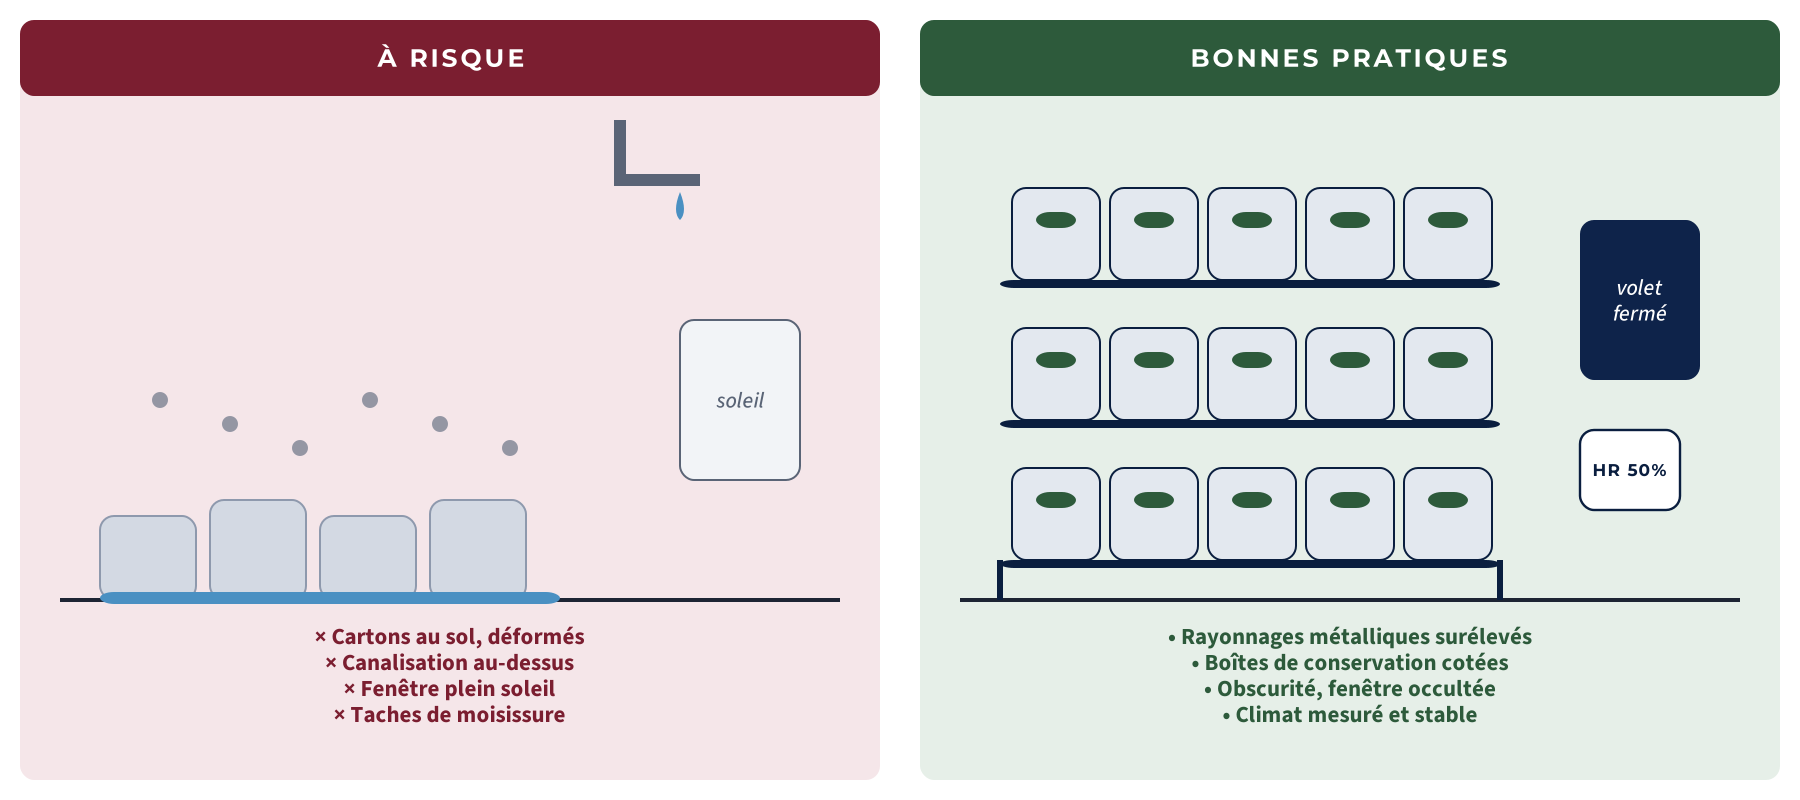 À RISQUE
soleil
× Cartons au sol, déformés
× Canalisation au-dessus
× Fenêtre plein soleil
× Taches de moisissure
BONNES PRATIQUES
volet
fermé
HR 50%
• Rayonnages métalliques surélevés
• Boîtes de conservation cotées
• Obscurité, fenêtre occultée
• Climat mesuré et stable